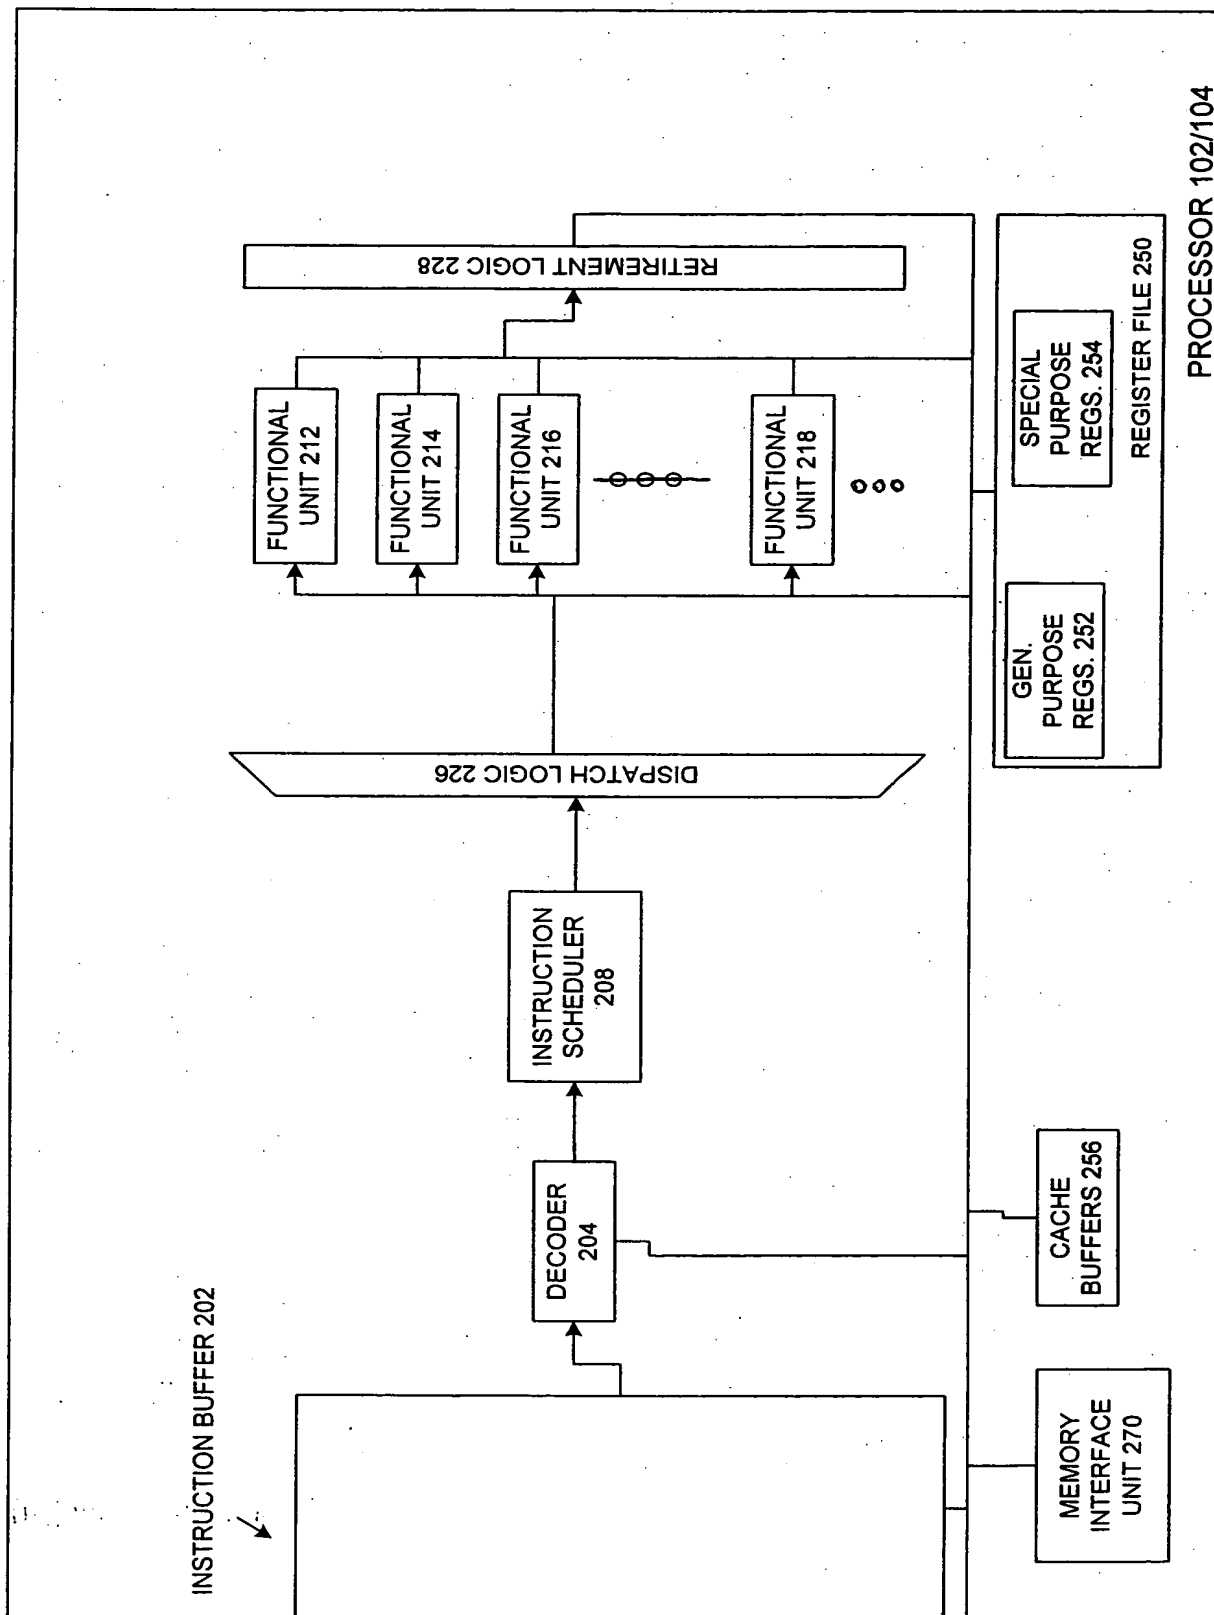 INSTRUCTION BUFFER 202
DECODER
204
INSTRUCTION
SCHEDULER
208
DISPATCH LOGIC 226
FUNCTIONAL
UNIT 212
FUNCTIONAL
UNIT 214
FUNCTIONAL
UNIT 216
FUNCTIONAL
UNIT 218
RETIREMENT LOGIC 228
MEMORY
INTERFACE
UNIT 270
CACHE
BUFFERS 256
GEN.
PURPOSE
REGS. 252
SPECIAL
PURPOSE
REGS. 254
REGISTER FILE 250
PROCESSOR 102/104